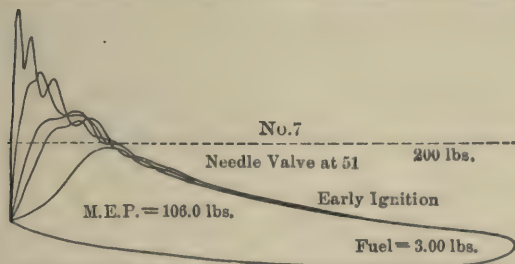 No.7
Needle Valve at 51 200 lbs.
Early Ignition
M.E.P. = 106.0 lbs.
Fuel = 3.00 lbs.